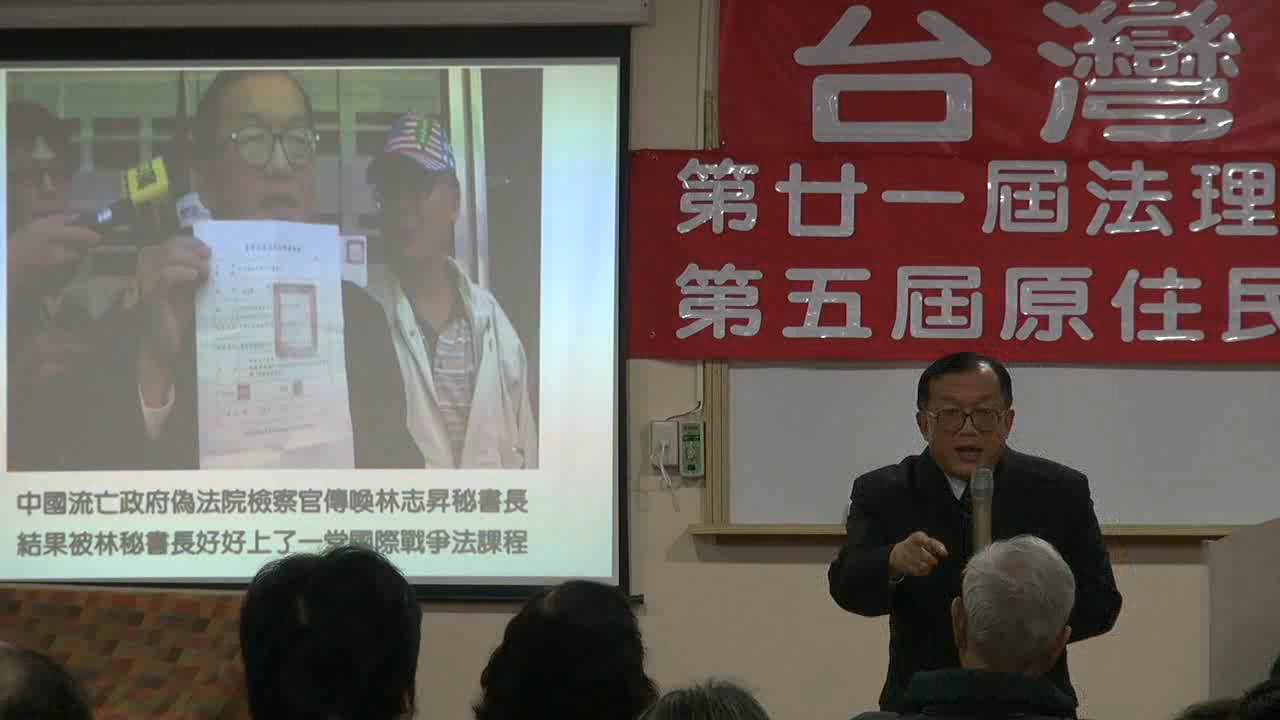 台灣
第廿一屆法理
第五屆原住民
中國流亡政府偽法院檢察官傳喚林志昇秘書長
結果被林秘書長好好上了一堂國際戰爭法課程